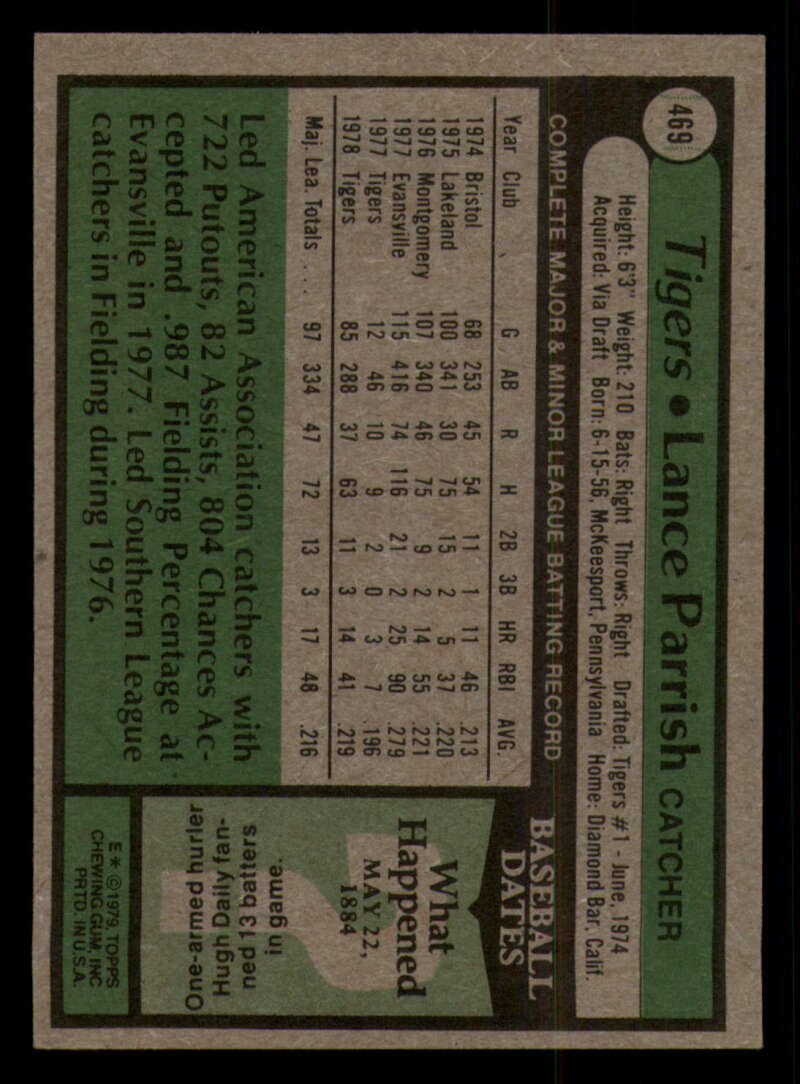 469
Tigers • Lance Parrish CATCHER
Height: 6'3" Weight: 210 Bats: Right Throws: Right Drafted: Tigers #1 - June, 1974
Acquired: Via Draft Born: 6-15-56, McKeesport, Pennsylvania Home: Diamond Bar, Calif.
COMPLETE MAJOR & MINOR LEAGUE BATTING RECORD
Year Club G AB R H 2B 3B HR RBI AVG.
1974 Bristol 68 253 45 54 11 1 11 46 .213
1975 Lakeland 100 341 30 75 15 2 5 37 .220
1976 Montgomery 107 340 46 75 9 2 14 55 .221
1977 Evansville 115 416 74 116 21 2 25 90 .279
1977 Tigers 12 46 10 9 2 0 3 7 .196
1978 Tigers 85 288 37 63 11 3 14 41 .219
Maj. Lea. Totals .... 97 334 47 72 13 3 17 48 .216
Led American Association catchers with
722 Putouts, 82 Assists, 804 Chances Ac-
cepted and .987 Fielding Percentage at
Evansville in 1977. Led Southern League
catchers in Fielding during 1976.
BASEBALL
DATES
What
Happened
MAY 22,
1884
One-armed hurler
Hugh Daily fan-
ned 13 batters
in game.
E * © 1979, TOPPS
CHEWING GUM, INC
PRTD. IN U.S.A.